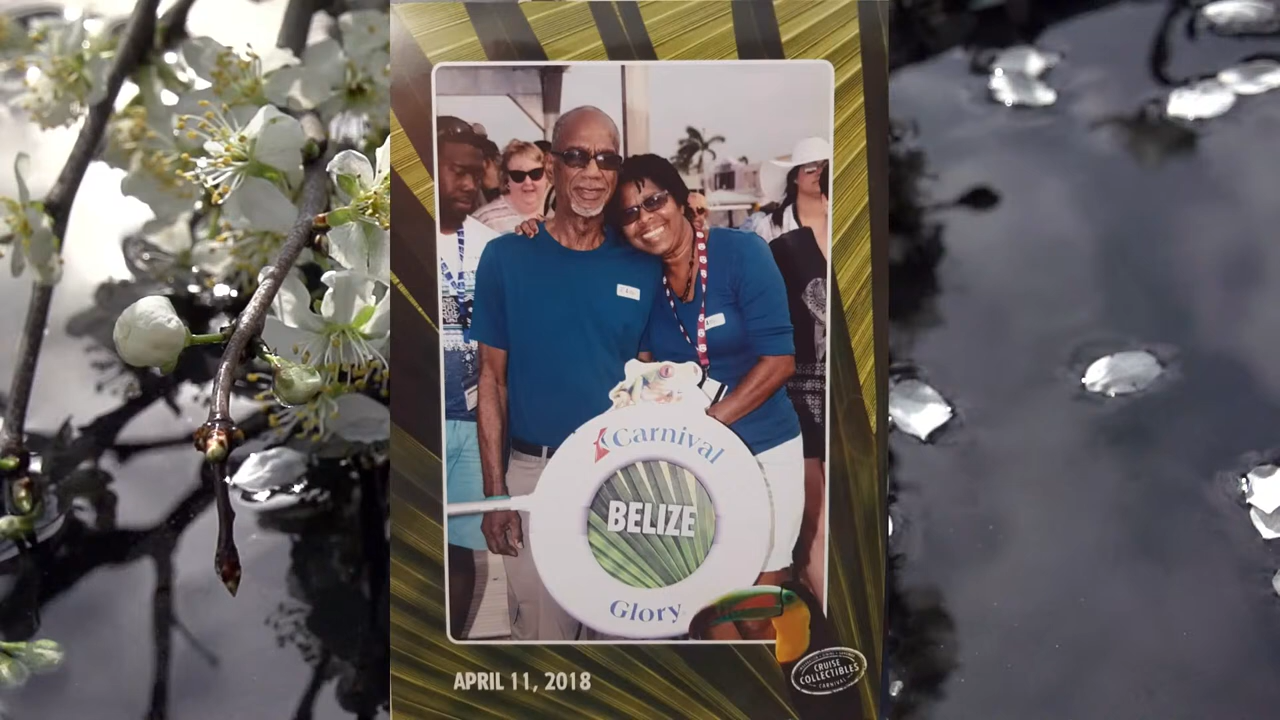 Carnival
BELIZE
Glory
APRIL 11, 2018
CRUISE
COLLECTIBLES
CARNIVAL